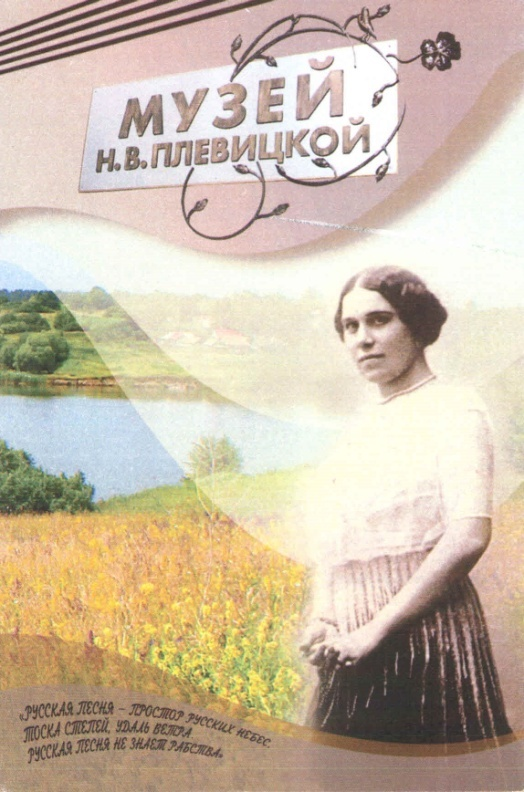 МУЗЕЙ
Н.В.ПЛЕВИЦКОЙ
«РУССКАЯ ПЕСНЯ – ПРОСТОР РУССКИХ НЕБЕС.
ТОСКА СТЕПЕЙ, УДАЛЬ ВЕТРА.
РУССКАЯ ПЕСНЯ НЕ ЗНАЕТ РАБСТВА»